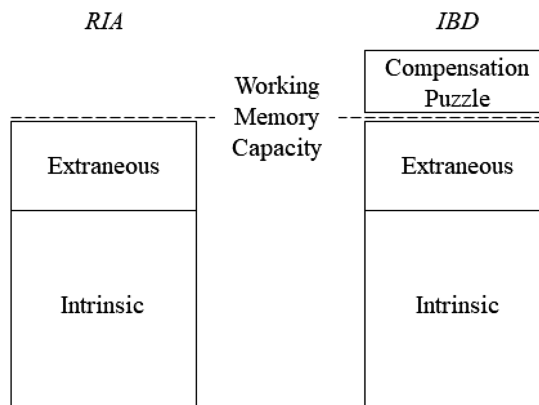 RIA
IBD
Compensation
Puzzle
Working
Memory
Capacity
Extraneous
Extraneous
Intrinsic
Intrinsic